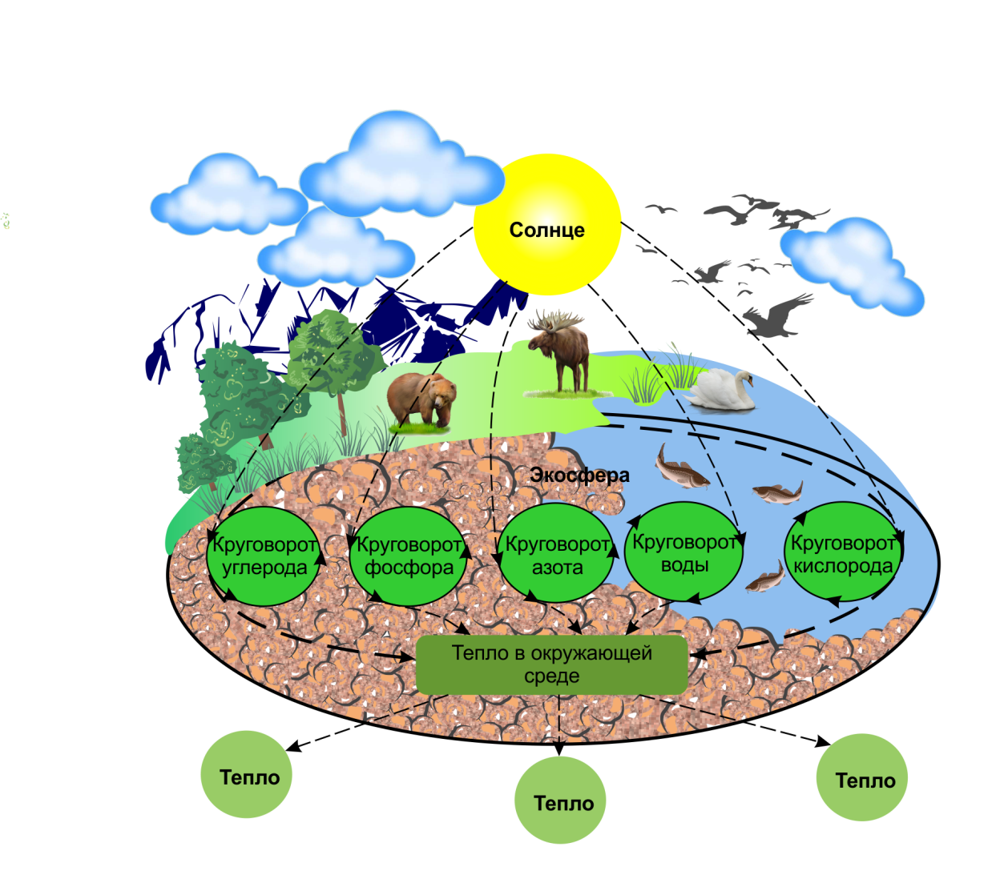 Солнце
Экосфера
Круговорот
углерода
Круговорот
фосфора
Круговорот
азота
Круговорот
воды
Круговорот
кислорода
Тепло в окружающей
среде
Тепло
Тепло
Тепло